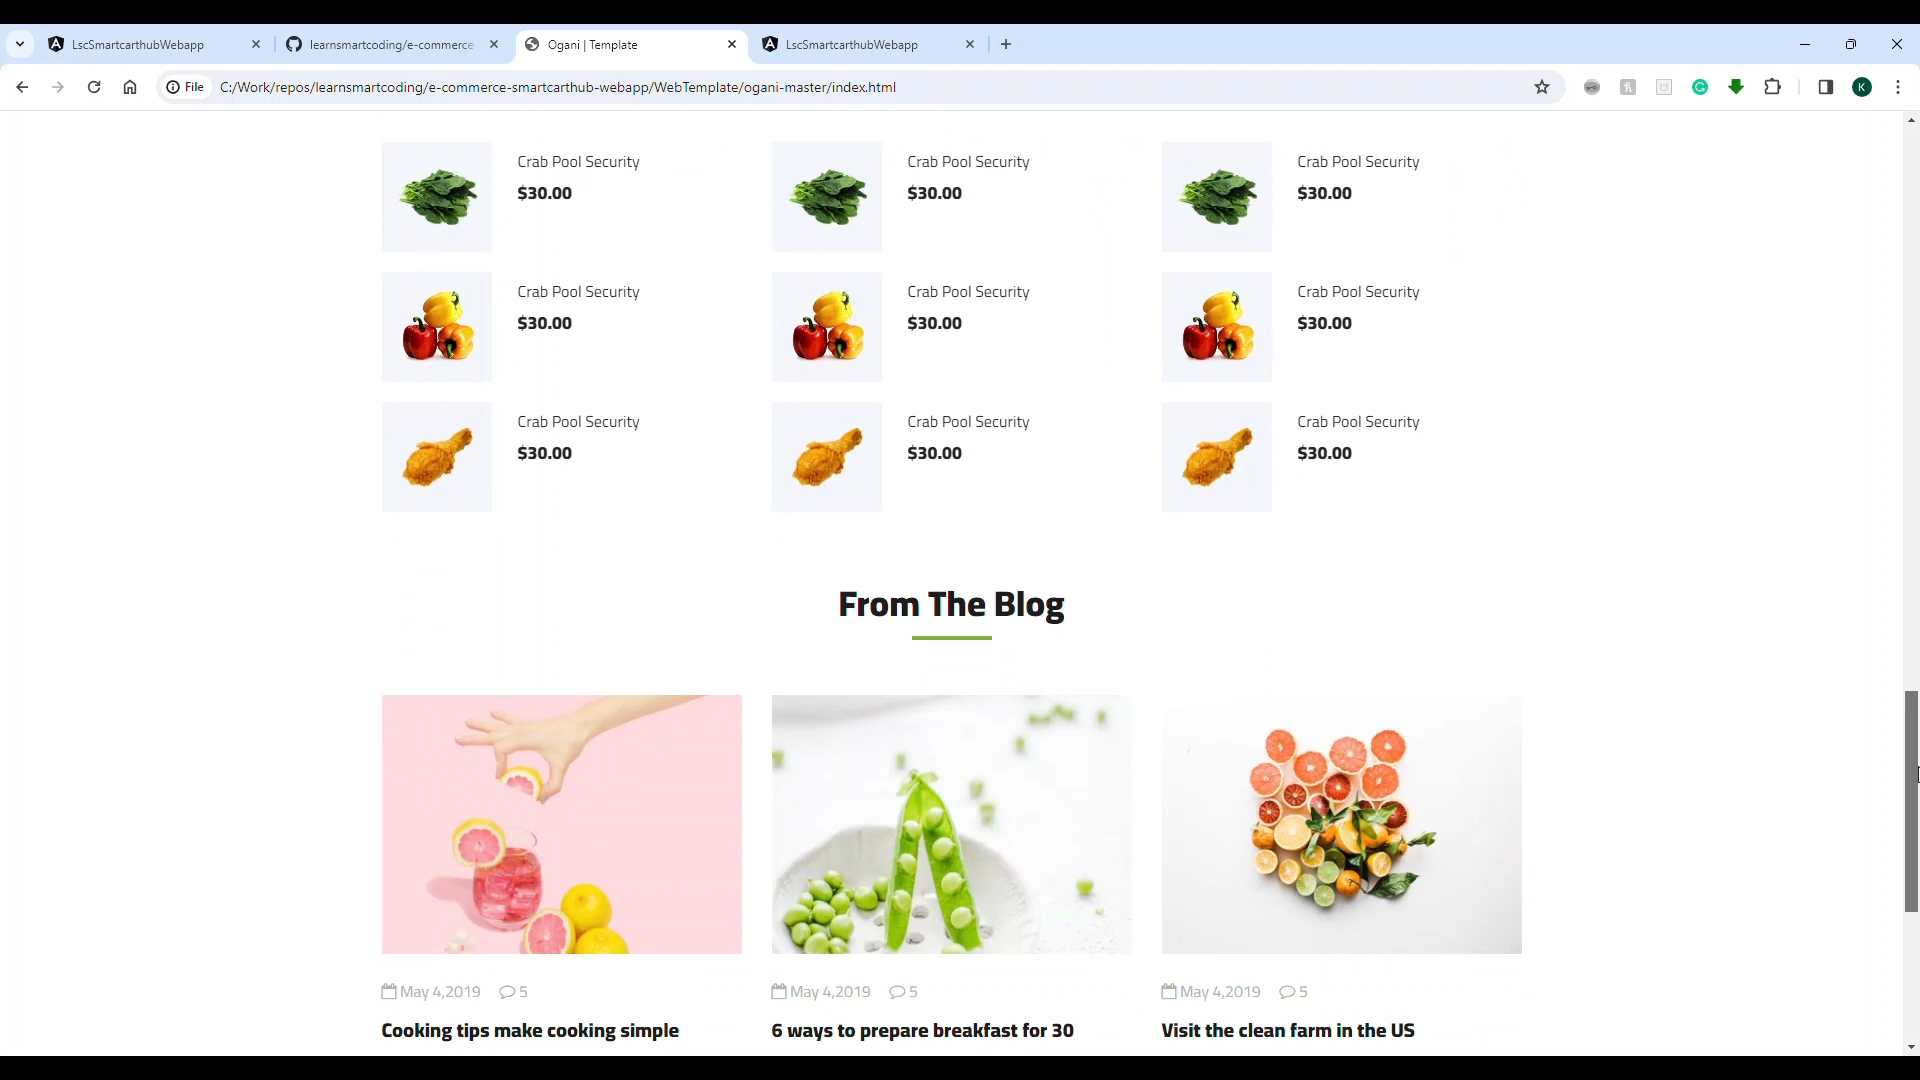 LscSmartcarthubWebapp
learnsmartcoding/e-commerce
Ogani | Template
LscSmartcarthubWebapp
File
C:/Work/repos/learnsmartcoding/e-commerce-smartcarthub-webapp/WebTemplate/ogani-master/index.html
K
Crab Pool Security
$30.00
Crab Pool Security
$30.00
Crab Pool Security
$30.00
Crab Pool Security
$30.00
Crab Pool Security
$30.00
Crab Pool Security
$30.00
Crab Pool Security
$30.00
Crab Pool Security
$30.00
Crab Pool Security
$30.00
From The Blog
May 4,2019 5
May 4,2019 5
May 4,2019 5
Cooking tips make cooking simple
6 ways to prepare breakfast for 30
Visit the clean farm in the US